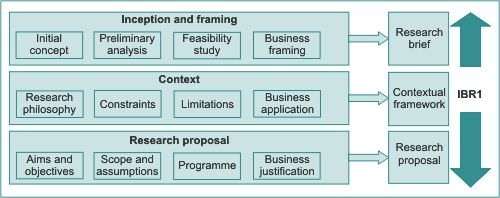 Inception and framing
Initial
concept
Preliminary
analysis
Feasibility
study
Business
framing
Research
brief
Context
Research
philosophy
Constraints
Limitations
Business
application
Contextual
framework
IBR1
Research proposal
Aims and
objectives
Scope and
assumptions
Programme
Business
justification
Research
proposal